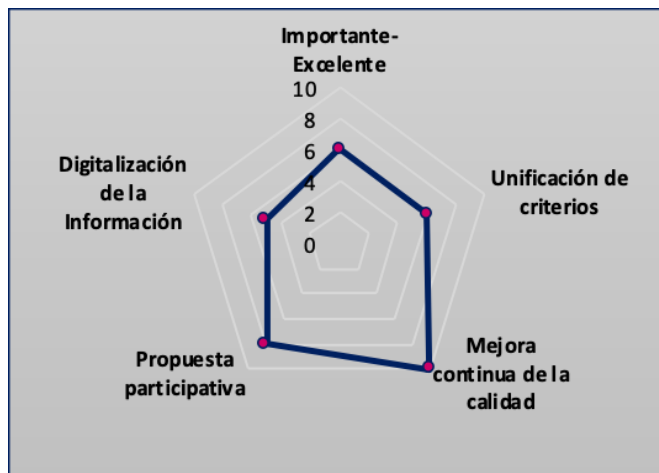 Importante-
Excelente
10
8
6
4
2
0
Unificación de
criterios
Mejora
continua de la
calidad
Propuesta
participativa
Digitalización
de la
Información